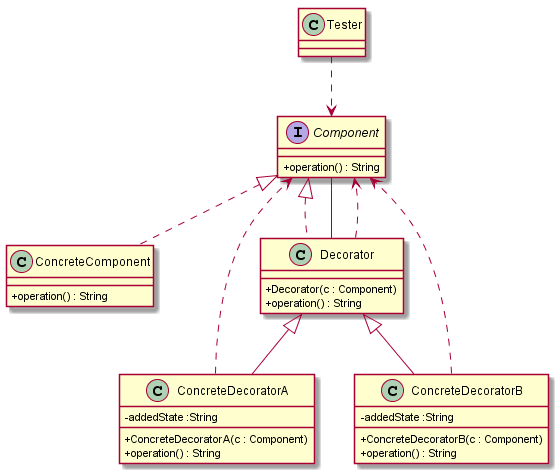 C Tester
I Component
+operation() : String
C ConcreteComponent
+operation() : String
C Decorator
+Decorator(c : Component)
+operation() : String
C ConcreteDecoratorA
-addedState :String
+ConcreteDecoratorA(c : Component)
+operation() : String
C ConcreteDecoratorB
-addedState :String
+ConcreteDecoratorB(c : Component)
+operation() : String